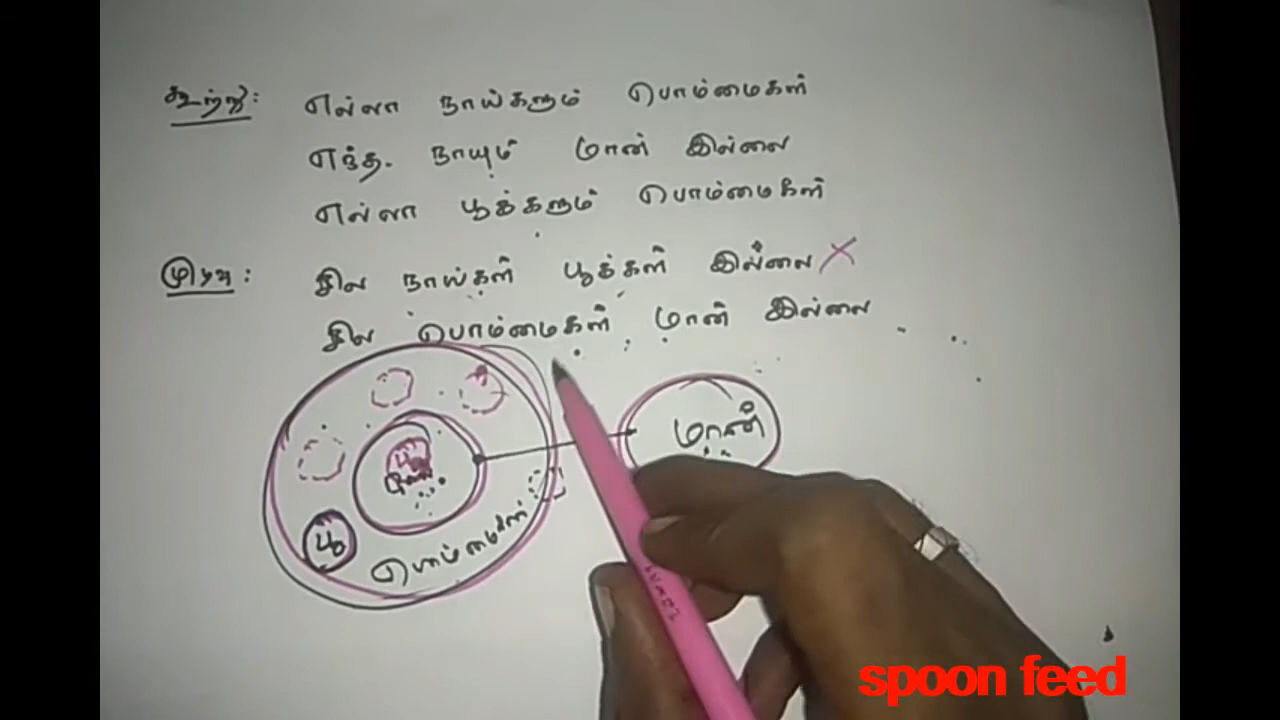 கூற்று: எல்லா நாய்களும் பொம்மைகள்
எந்த நாயும் மான் இல்லை
எல்லா பூக்களும் பொம்மைகள்
முடிவு: சில நாய்கள் பூக்கள் இல்லை ✗
சில பொம்மைகள் மான் இல்லை
மான்
பூ
பூ
பொம்மைகள்
spoon feed